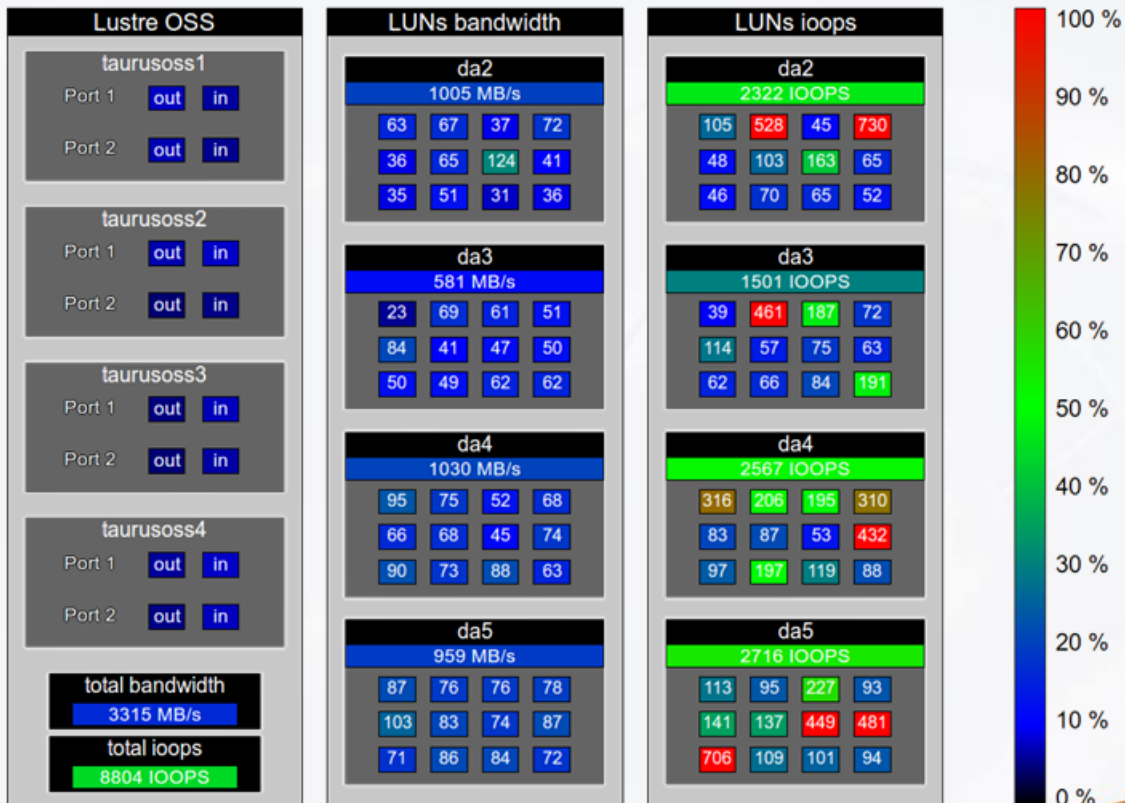 Lustre OSS
taurusoss1
Port 1 out in
Port 2 out in
taurusoss2
Port 1 out in
Port 2 out in
taurusoss3
Port 1 out in
Port 2 out in
taurusoss4
Port 1 out in
Port 2 out in
total bandwidth
3315 MB/s
total ioops
8804 IOOPS
LUNs bandwidth
da2
1005 MB/s
63 67 37 72
36 65 124 41
35 51 31 36
da3
581 MB/s
23 69 61 51
84 41 47 50
50 49 62 62
da4
1030 MB/s
95 75 52 68
66 68 45 74
90 73 88 63
da5
959 MB/s
87 76 76 78
103 83 74 87
71 86 84 72
LUNs ioops
da2
2322 IOOPS
105 528 45 730
48 103 163 65
46 70 65 52
da3
1501 IOOPS
39 461 187 72
114 57 75 63
62 66 84 191
da4
2567 IOOPS
316 206 195 310
83 87 53 432
97 197 119 88
da5
2716 IOOPS
113 95 227 93
141 137 449 481
706 109 101 94
100 %
90 %
80 %
70 %
60 %
50 %
40 %
30 %
20 %
10 %
0 %